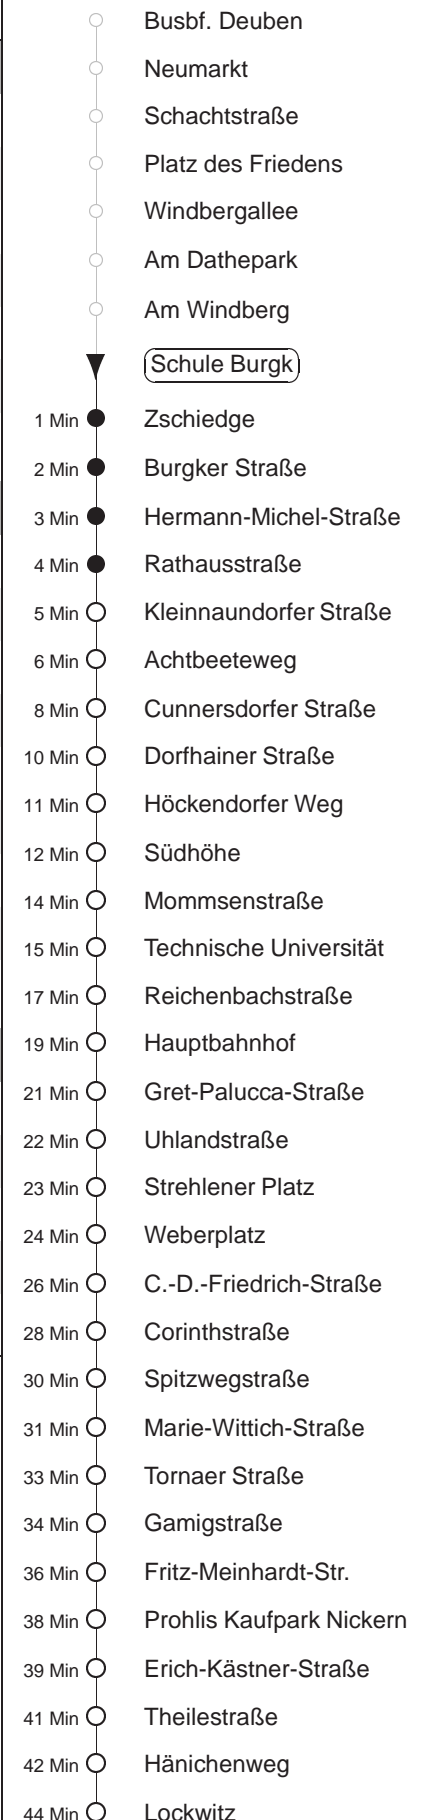 Busbf. Deuben
Neumarkt
Schachtstraße
Platz des Friedens
Windbergallee
Am Dathepark
Am Windberg
Schule Burgk
1 Min Zschiedge
2 Min Burgker Straße
3 Min Hermann-Michel-Straße
4 Min Rathausstraße
5 Min Kleinnaundorfer Straße
6 Min Achtbeeteweg
8 Min Cunnersdorfer Straße
10 Min Dorfhainer Straße
11 Min Höckendorfer Weg
12 Min Südhöhe
14 Min Mommsenstraße
15 Min Technische Universität
17 Min Reichenbachstraße
19 Min Hauptbahnhof
21 Min Gret-Palucca-Straße
22 Min Uhlandstraße
23 Min Strehlener Platz
24 Min Weberplatz
26 Min C.-D.-Friedrich-Straße
28 Min Corinthstraße
30 Min Spitzwegstraße
31 Min Marie-Wittich-Straße
33 Min Tornaer Straße
34 Min Gamigstraße
36 Min Fritz-Meinhardt-Str.
38 Min Prohlis Kaufpark Nickern
39 Min Erich-Kästner-Straße
41 Min Theilestraße
42 Min Hänichenweg
44 Min Lockwitz